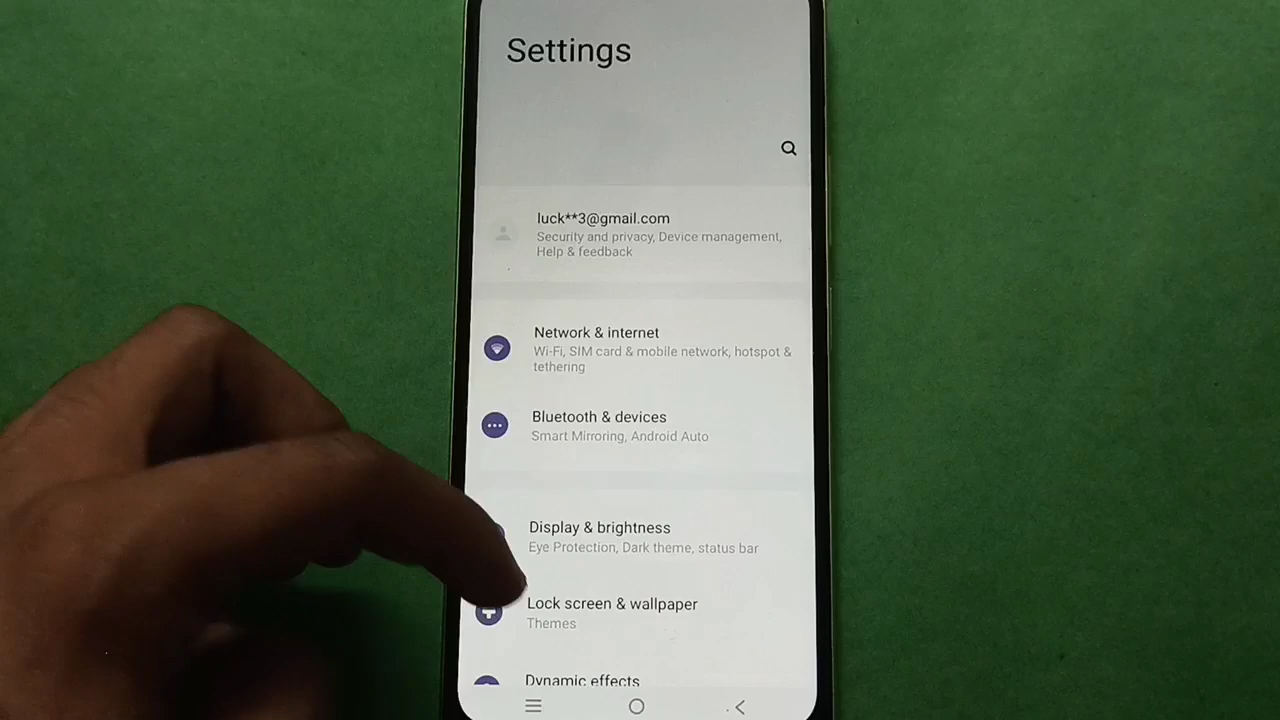 Settings
luck**3@gmail.com
Security and privacy, Device management,
Help & feedback
Network & internet
Wi-Fi, SIM card & mobile network, hotspot &
tethering
Bluetooth & devices
Smart Mirroring, Android Auto
Display & brightness
Eye Protection, Dark theme, status bar
Lock screen & wallpaper
Themes
Dynamic effects